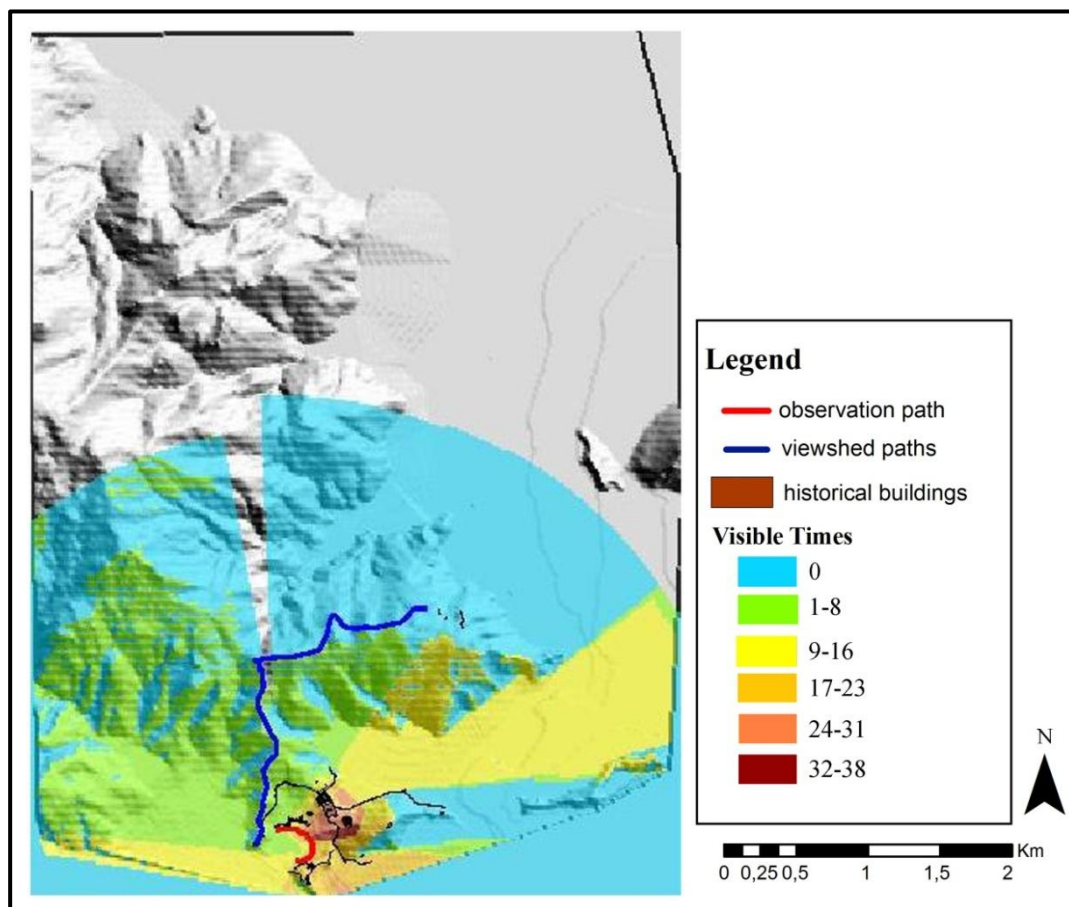 Legend
observation path
viewshed paths
historical buildings
Visible Times
0
1-8
9-16
17-23
24-31
32-38
N
Km
0 0,25 0,5 1 1,5 2